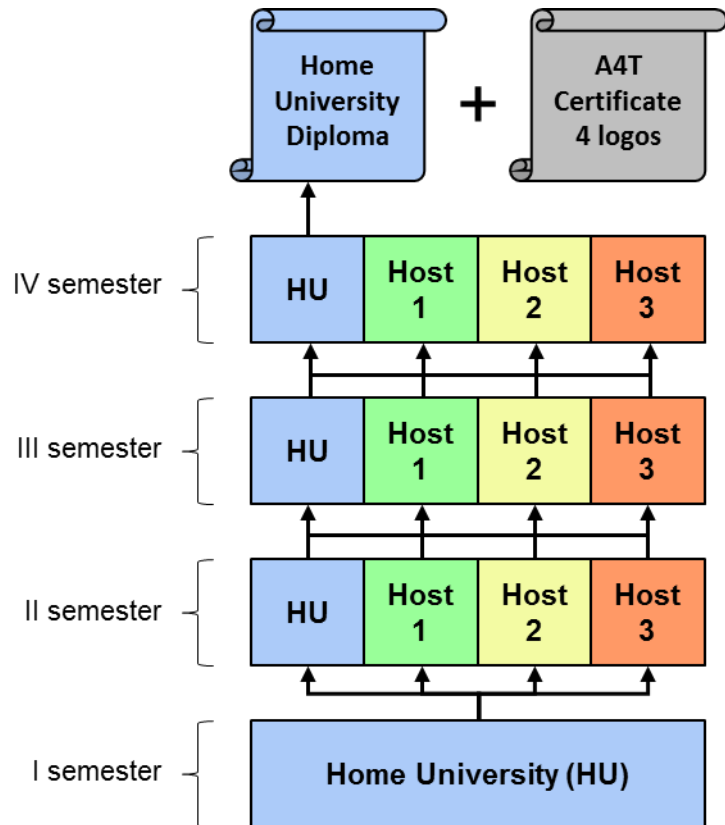 Home
University
Diploma
+
A4T
Certificate
4 logos
IV semester
HU
Host
1
Host
2
Host
3
III semester
HU
Host
1
Host
2
Host
3
II semester
HU
Host
1
Host
2
Host
3
I semester
Home University (HU)